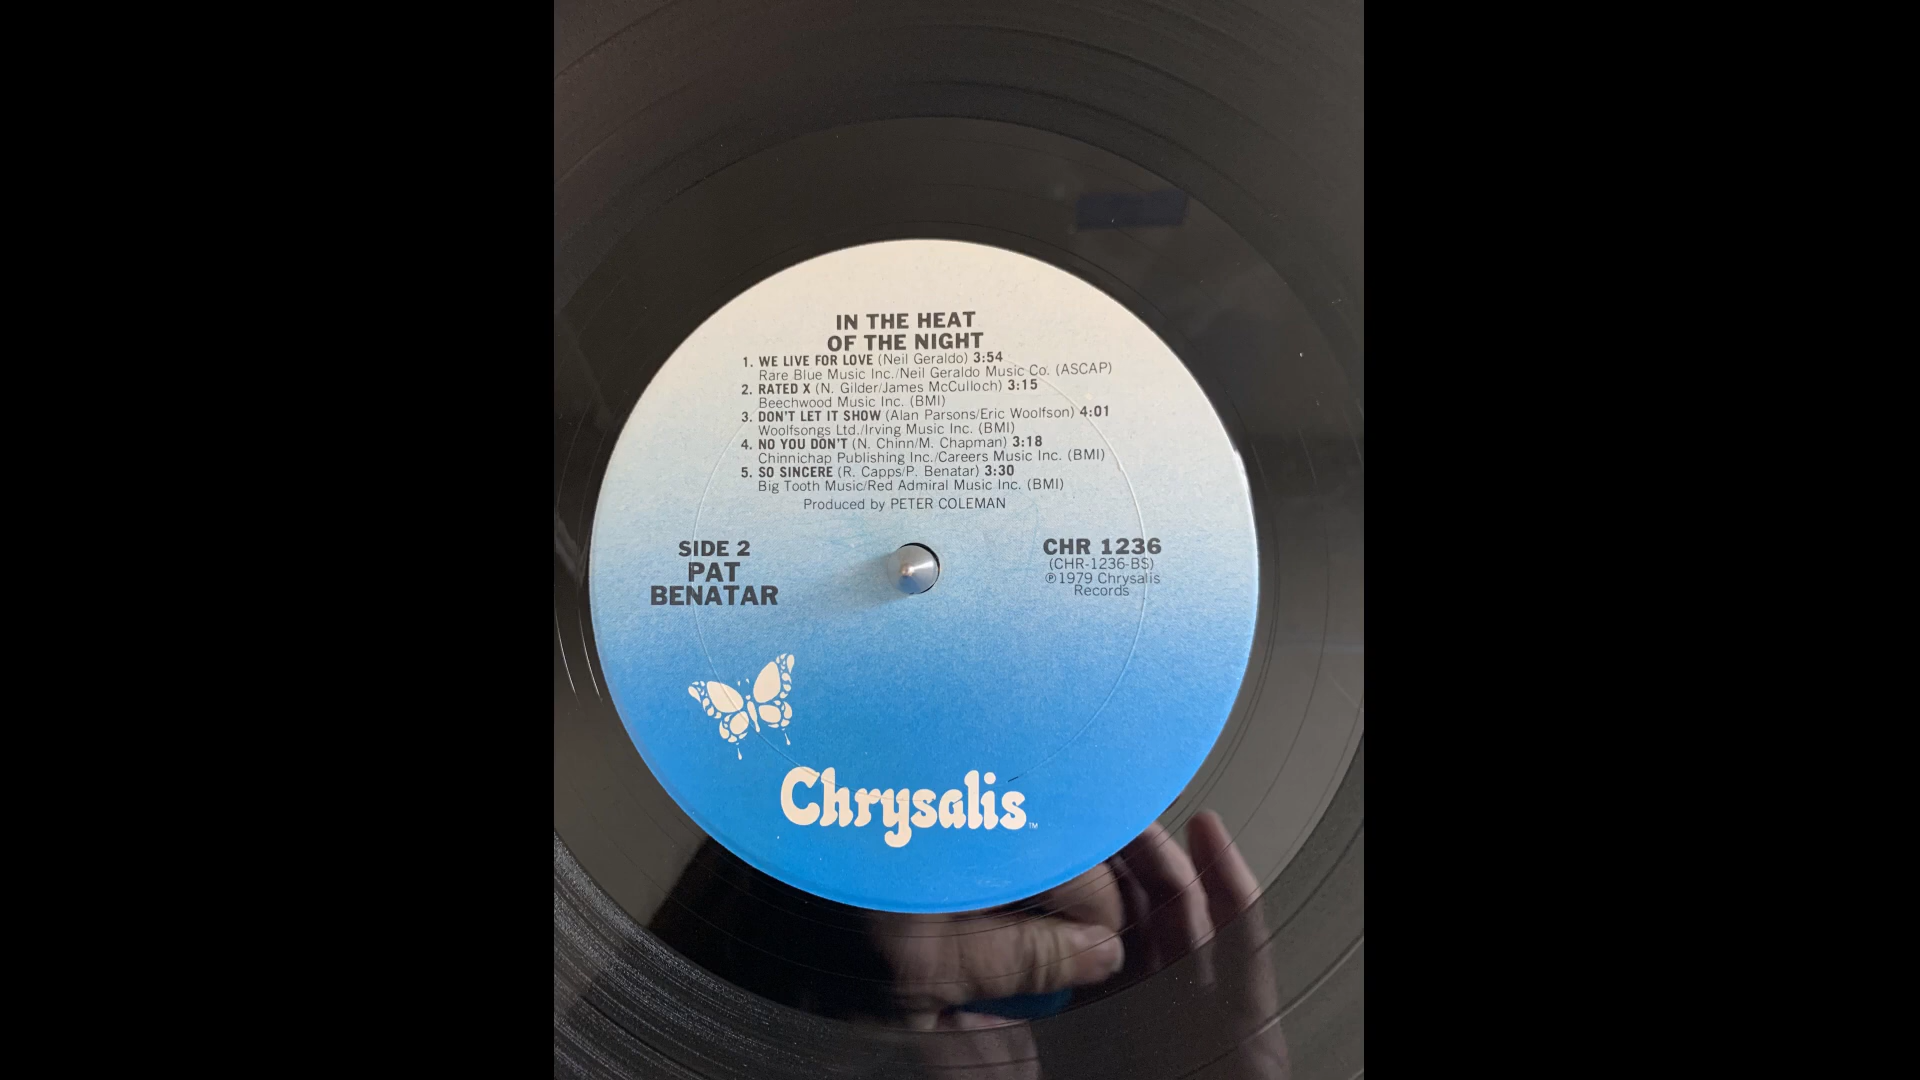 IN THE HEAT
OF THE NIGHT
1. WE LIVE FOR LOVE (Neil Geraldo) 3:54
Rare Blue Music Inc./Neil Geraldo Music Co. (ASCAP)
2. RATED X (N. Gilder/James McCulloch) 3:15
Beechwood Music Inc. (BMI)
3. DON'T LET IT SHOW (Alan Parsons/Eric Woolfson) 4:01
Woolfsongs Ltd./Irving Music Inc. (BMI)
4. NO YOU DON'T (N. Chinn/M. Chapman) 3:18
Chinnichap Publishing Inc./Careers Music Inc. (BMI)
5. SO SINCERE (R. Capps/P. Benatar) 3:30
Big Tooth Music/Red Admiral Music Inc. (BMI)
Produced by PETER COLEMAN
SIDE 2
PAT
BENATAR
CHR 1236
(CHR-1236-BS)
℗1979 Chrysalis
Records
Chrysalis™